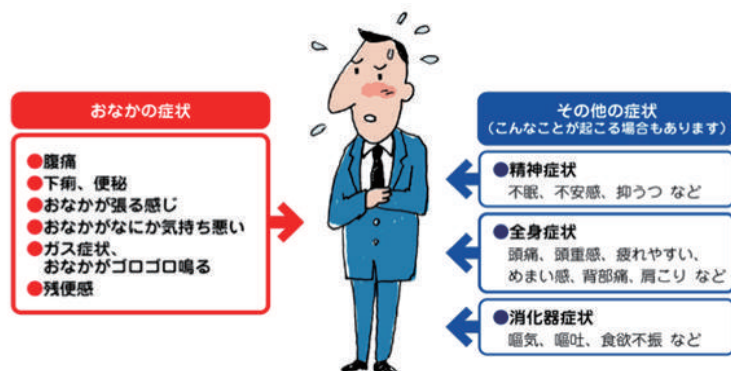 おなかの症状
●腹痛
●下痢、便秘
●おなかが張る感じ
●おなかがなにか気持ち悪い
●ガス症状、
おなかがゴロゴロ鳴る
●残便感
その他の症状
(こんなことが起こる場合もあります)
●精神症状
不眠、不安感、抑うつ など
●全身症状
頭痛、頭重感、疲れやすい、
めまい感、背部痛、肩こり など
●消化器症状
嘔気、嘔吐、食欲不振 など